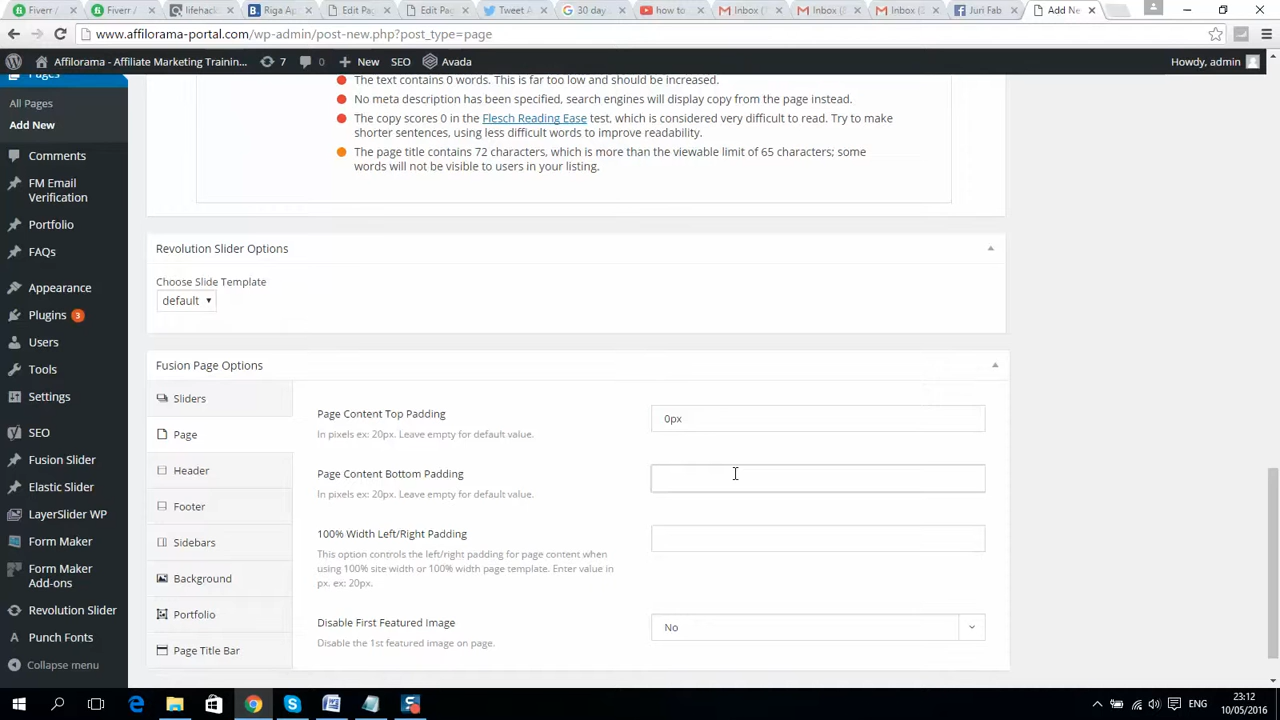 Fiverr /
Fiverr /
lifehack
Riga Ap
Edit Pag
Edit Pag
Tweet A
30 day
how to
Inbox (
Inbox (
Inbox (
Juri Fab
Add Ne
www.affilorama-portal.com/wp-admin/post-new.php?post_type=page
Affilorama - Affiliate Marketing Trainin...
7
0
New
SEO
Avada
Howdy, admin
Pages
All Pages
Add New
Comments
FM Email
Verification
Portfolio
FAQs
Appearance
Plugins 3
Users
Tools
Settings
SEO
Fusion Slider
Elastic Slider
LayerSlider WP
Form Maker
Form Maker
Add-ons
Revolution Slider
Punch Fonts
Collapse menu
The text contains 0 words. This is far too low and should be increased.
No meta description has been specified, search engines will display copy from the page instead.
The copy scores 0 in the Flesch Reading Ease test, which is considered very difficult to read. Try to make
shorter sentences, using less difficult words to improve readability.
The page title contains 72 characters, which is more than the viewable limit of 65 characters; some
words will not be visible to users in your listing.
Revolution Slider Options
Choose Slide Template
default
Fusion Page Options
Sliders
Page
Header
Footer
Sidebars
Background
Portfolio
Page Title Bar
Page Content Top Padding
In pixels ex: 20px. Leave empty for default value.
0px
Page Content Bottom Padding
In pixels ex: 20px. Leave empty for default value.
100% Width Left/Right Padding
This option controls the left/right padding for page content when
using 100% site width or 100% width page template. Enter value in
px. ex: 20px.
Disable First Featured Image
Disable the 1st featured image on page.
No
ENG
23:12
10/05/2016